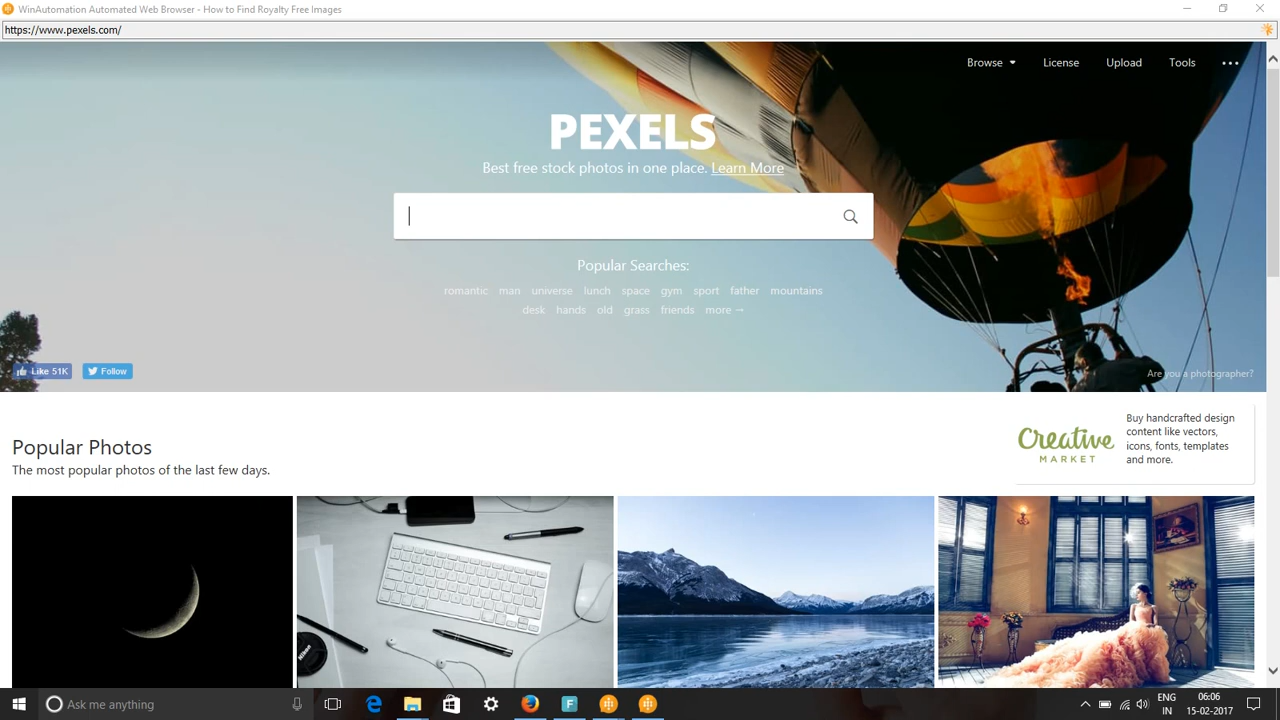 WinAutomation Automated Web Browser - How to Find Royalty Free Images
https://www.pexels.com/
Browse License Upload Tools
PEXELS
Best free stock photos in one place. Learn More
Popular Searches:
romantic man universe lunch space gym sport father mountains
desk hands old grass friends more →
Like 51K Follow
Are you a photographer?
Popular Photos
The most popular photos of the last few days.
Creative
MARKET
Buy handcrafted design
content like vectors,
icons, fonts, templates
and more.
Nikon
Ask me anything
F
ENG
IN
06:06
15-02-2017